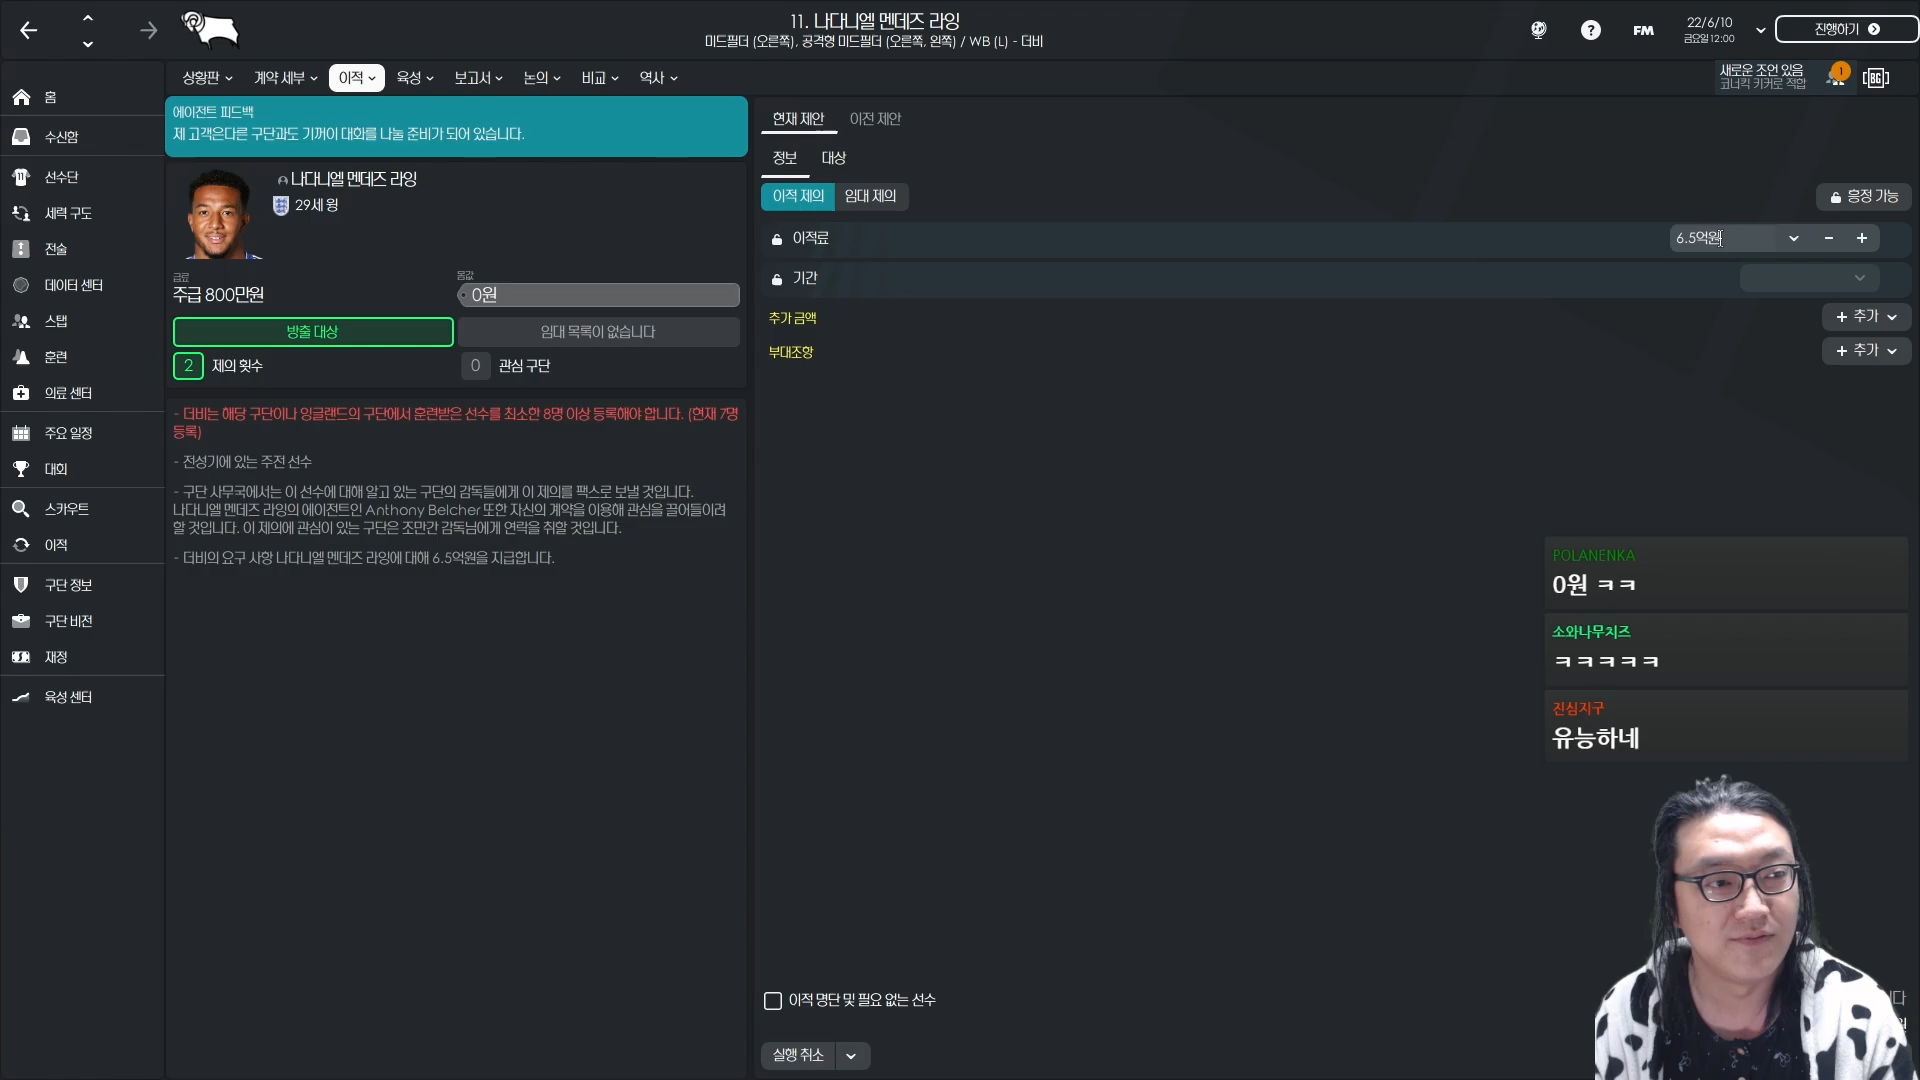 11. 나다니엘 멘데즈 라잉
미드필더 (오른쪽), 공격형 미드필더 (오른쪽, 왼쪽) / WB (L) - 더비
FM
22/6/10
금요일 12:00
진행하기
상황판
계약 세부
이적
육성
보고서
논의
비교
역사
새로운 조언 있음
코너킥 키커로 적합
1
홈
수신함
선수단
세력 구도
전술
데이터 센터
스탭
훈련
의료 센터
주요 일정
대회
스카우트
이적
구단 정보
구단 비전
재정
육성 센터
에이전트 피드백
제 고객은다른 구단과도 기꺼이 대화를 나눌 준비가 되어 있습니다.
나다니엘 멘데즈 라잉
29세 윙
급료
주급 800만원
몸값
0원
방출 대상
임대 목록이 없습니다
2 제의 횟수
0 관심 구단
- 더비는 해당 구단이나 잉글랜드의 구단에서 훈련받은 선수를 최소한 8명 이상 등록해야 합니다. (현재 7명
등록)
- 전성기에 있는 주전 선수
- 구단 사무국에서는 이 선수에 대해 알고 있는 구단의 감독들에게 이 제의를 팩스로 보낼 것입니다.
나다니엘 멘데즈 라잉의 에이전트인 Anthony Belcher 또한 자신의 계약을 이용해 관심을 끌어들이려
할 것입니다. 이 제의에 관심이 있는 구단은 조만간 감독님에게 연락을 취할 것입니다.
- 더비의 요구 사항 나다니엘 멘데즈 라잉에 대해 6.5억원을 지급합니다.
현재 제안
이전 제안
정보
대상
이적 제의
임대 제의
흥정 가능
이적료
6.5억원
기간
추가 금액
+ 추가
부대조항
+ 추가
POLANENKA
0원 ㅋㅋ
소와나무치즈
ㅋㅋㅋㅋㅋ
진심지구
유능하네
이적 명단 및 필요 없는 선수
실행 취소